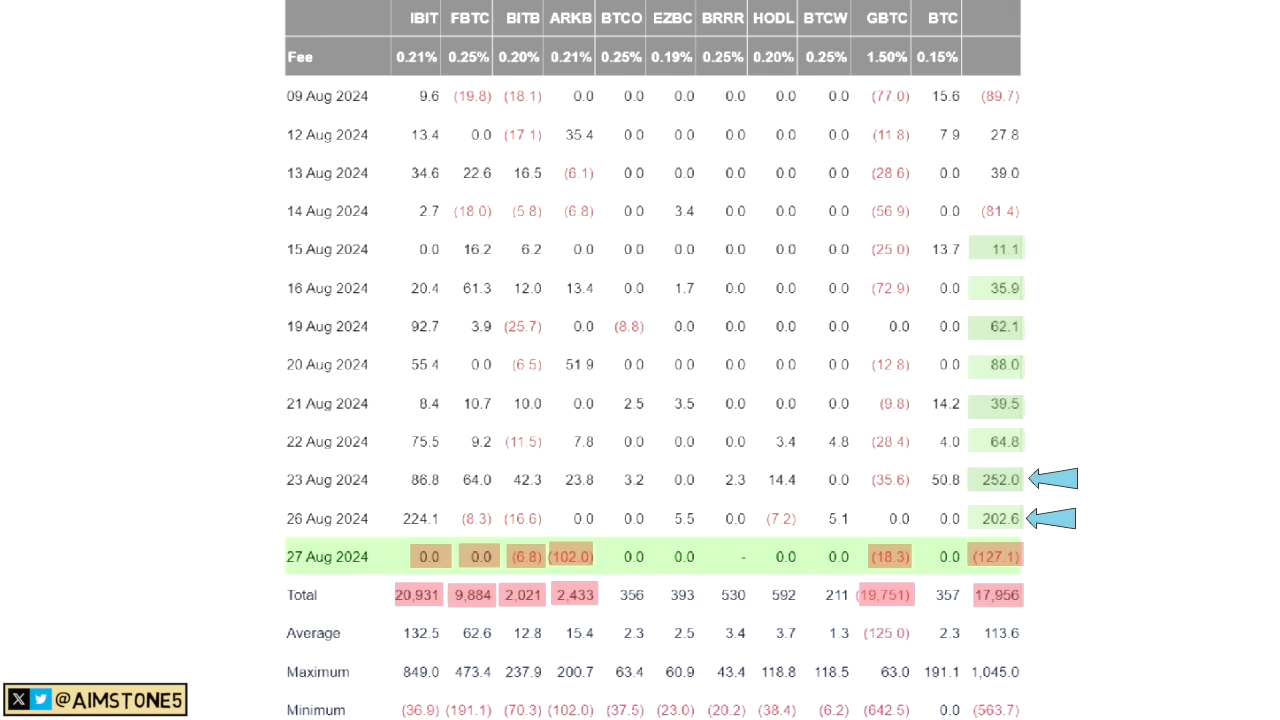 IBIT FBTC BITB ARKB BTCO EZBC BRRR HODL BTCW GBTC BTC
Fee 0.21% 0.25% 0.20% 0.21% 0.25% 0.19% 0.25% 0.20% 0.25% 1.50% 0.15%
09 Aug 2024 9.6 (19.8) (18.1) 0.0 0.0 0.0 0.0 0.0 0.0 (77.0) 15.6 (89.7)
12 Aug 2024 13.4 0.0 (17.1) 35.4 0.0 0.0 0.0 0.0 0.0 (11.8) 7.9 27.8
13 Aug 2024 34.6 22.6 16.5 (6.1) 0.0 0.0 0.0 0.0 0.0 (28.6) 0.0 39.0
14 Aug 2024 2.7 (18.0) (5.8) (6.8) 0.0 3.4 0.0 0.0 0.0 (56.9) 0.0 (81.4)
15 Aug 2024 0.0 16.2 6.2 0.0 0.0 0.0 0.0 0.0 0.0 (25.0) 13.7 11.1
16 Aug 2024 20.4 61.3 12.0 13.4 0.0 1.7 0.0 0.0 0.0 (72.9) 0.0 35.9
19 Aug 2024 92.7 3.9 (25.7) 0.0 (8.8) 0.0 0.0 0.0 0.0 0.0 0.0 62.1
20 Aug 2024 55.4 0.0 (6.5) 51.9 0.0 0.0 0.0 0.0 0.0 (12.8) 0.0 88.0
21 Aug 2024 8.4 10.7 10.0 0.0 2.5 3.5 0.0 0.0 0.0 (9.8) 14.2 39.5
22 Aug 2024 75.5 9.2 (11.5) 7.8 0.0 0.0 0.0 3.4 4.8 (28.4) 4.0 64.8
23 Aug 2024 86.8 64.0 42.3 23.8 3.2 0.0 2.3 14.4 0.0 (35.6) 50.8 252.0
26 Aug 2024 224.1 (8.3) (16.6) 0.0 0.0 5.5 0.0 (7.2) 5.1 0.0 0.0 202.6
27 Aug 2024 0.0 0.0 (6.8) (102.0) 0.0 0.0 - 0.0 0.0 (18.3) 0.0 (127.1)
Total 20,931 9,884 2,021 2,433 356 393 530 592 211 (19,751) 357 17,956
Average 132.5 62.6 12.8 15.4 2.3 2.5 3.4 3.7 1.3 (125.0) 2.3 113.6
Maximum 849.0 473.4 237.9 200.7 63.4 60.9 43.4 118.8 118.5 63.0 191.1 1,045.0
Minimum (36.9) (191.1) (70.3) (102.0) (37.5) (23.0) (20.2) (38.4) (6.2) (642.5) 0.0 (563.7)
@AIMSTONE5